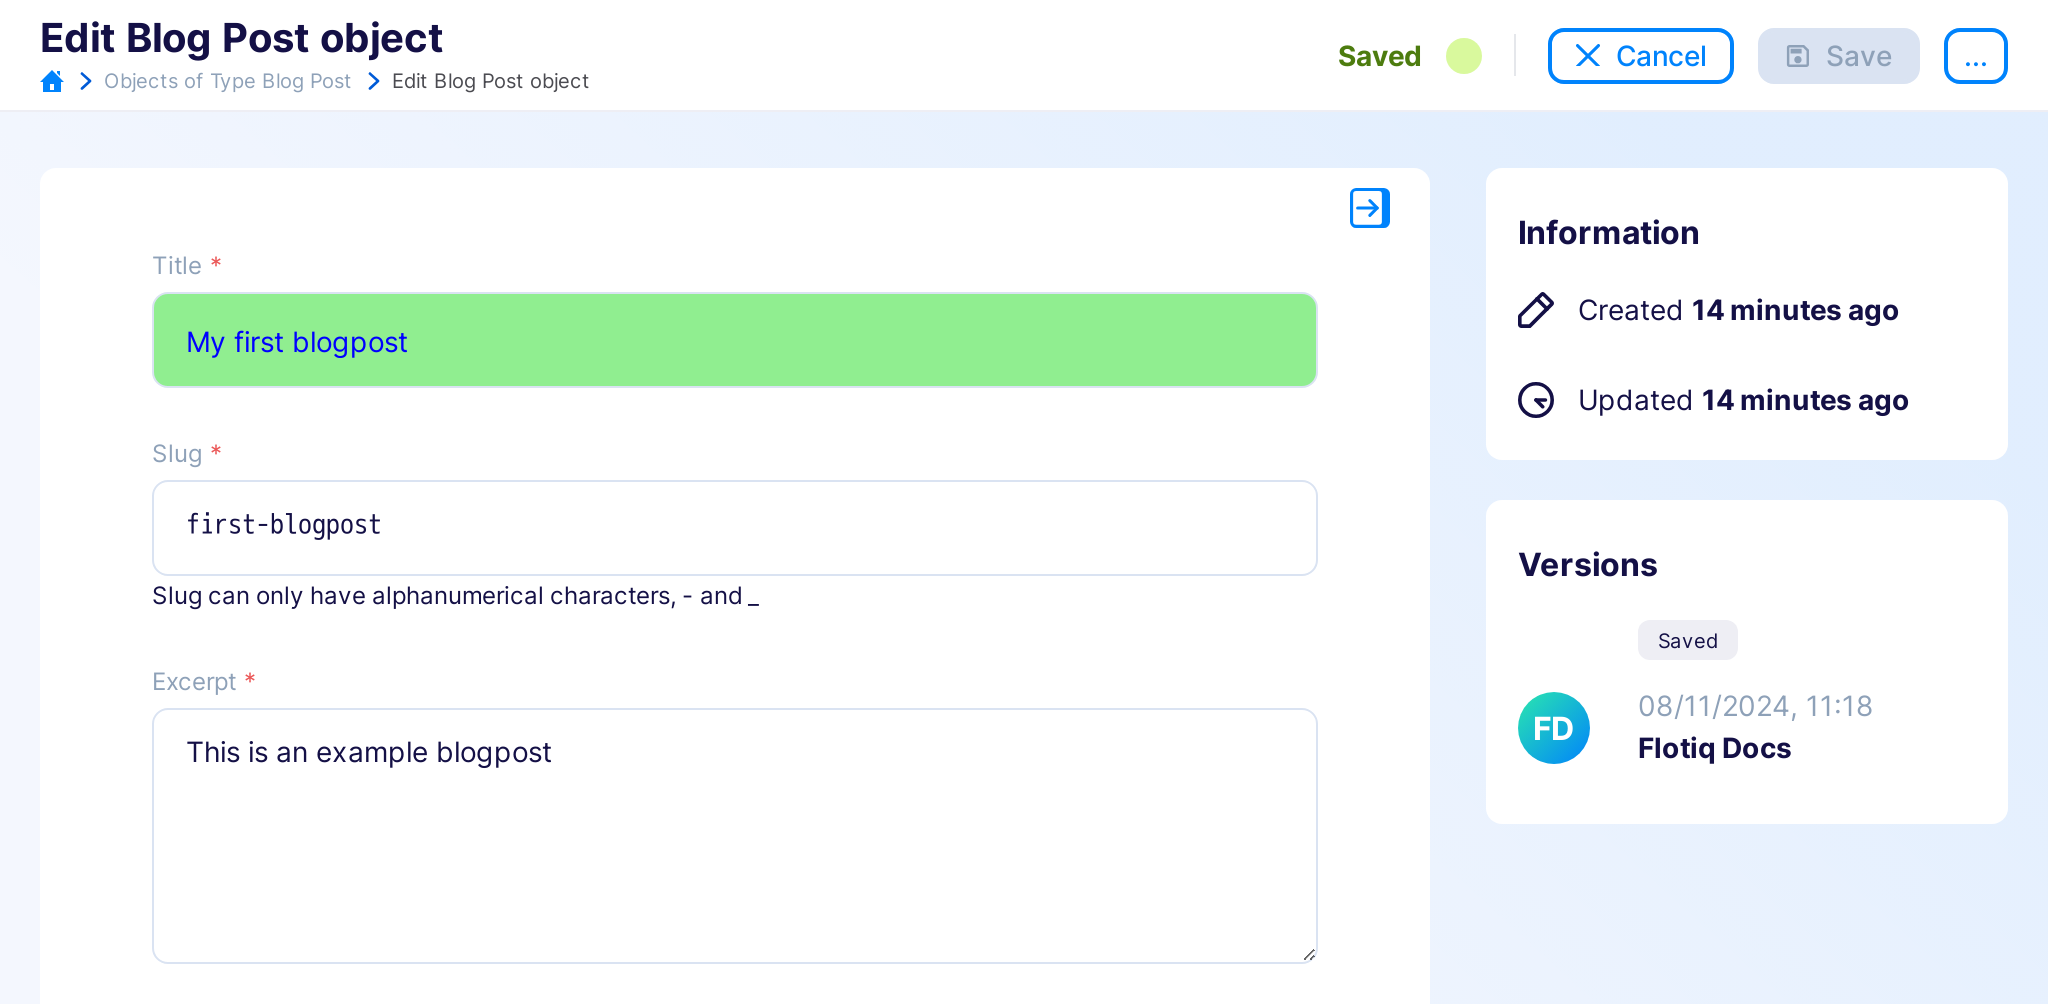 Edit Blog Post object
Objects of Type Blog Post Edit Blog Post object
Saved
Cancel
Save
...
Title *
My first blogpost
Slug *
first-blogpost
Slug can only have alphanumerical characters, - and _
Excerpt *
This is an example blogpost
Information
Created 14 minutes ago
Updated 14 minutes ago
Versions
Saved
FD
08/11/2024, 11:18
Flotiq Docs